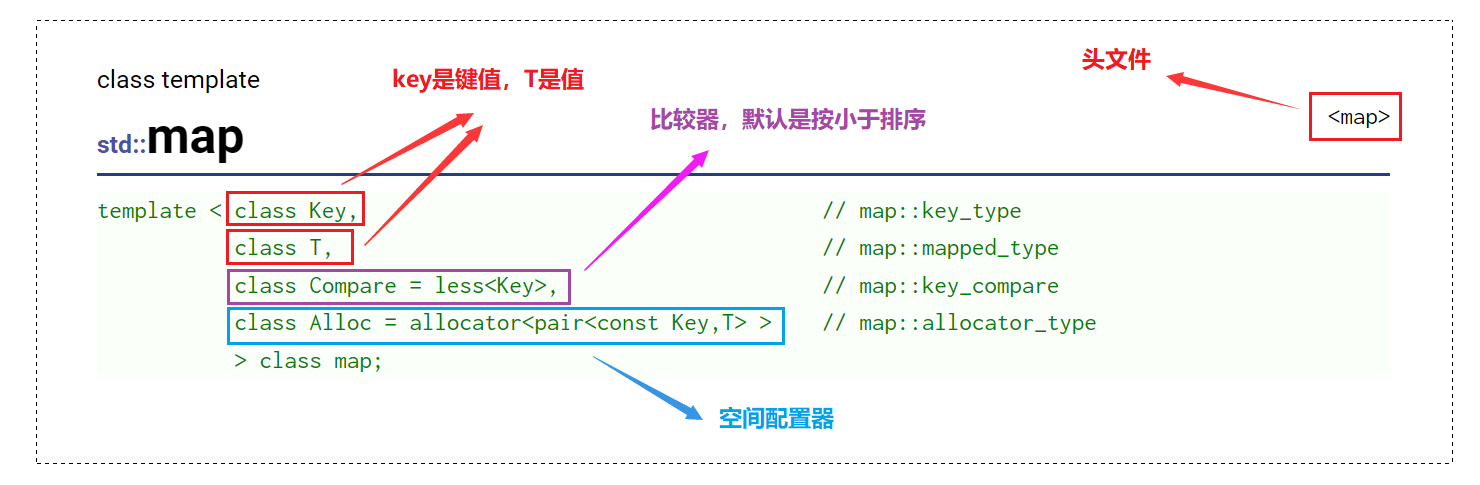 头文件
class template
key是键值，T是值
比较器，默认是按小于排序
<map>
std::map
template < class Key, // map::key_type
class T, // map::mapped_type
class Compare = less<Key>, // map::key_compare
class Alloc = allocator<pair<const Key,T> > // map::allocator_type
> class map;
空间配置器